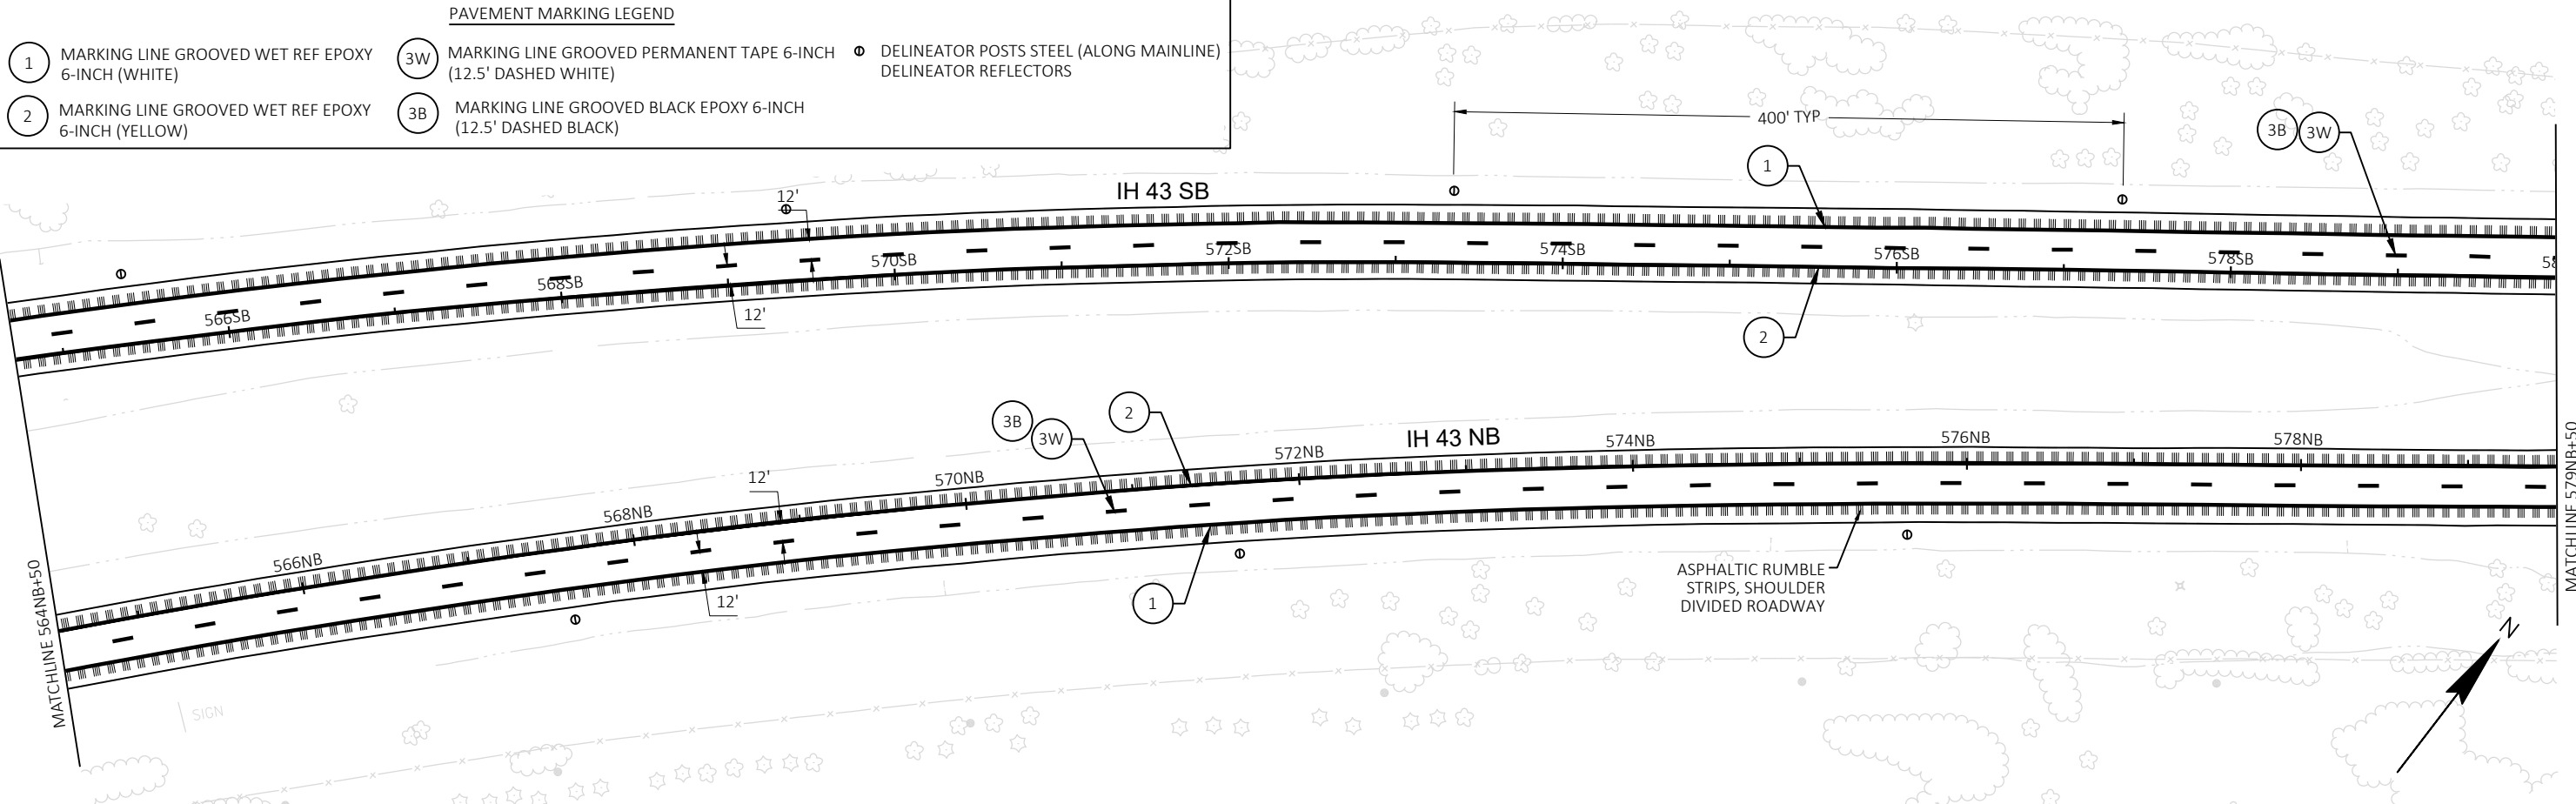 PAVEMENT MARKING LEGEND
1
MARKING LINE GROOVED WET REF EPOXY
6-INCH (WHITE)
2
MARKING LINE GROOVED WET REF EPOXY
6-INCH (YELLOW)
3W
MARKING LINE GROOVED PERMANENT TAPE 6-INCH
(12.5' DASHED WHITE)
3B
MARKING LINE GROOVED BLACK EPOXY 6-INCH
(12.5' DASHED BLACK)
DELINEATOR POSTS STEEL (ALONG MAINLINE)
DELINEATOR REFLECTORS
400' TYP
3B
3W
1
12'
IH 43 SB
566SB
568SB
570SB
572SB
574SB
576SB
578SB
12'
2
3B
3W
2
IH 43 NB
566NB
568NB
570NB
572NB
574NB
576NB
578NB
12'
12'
1
ASPHALTIC RUMBLE
STRIPS, SHOULDER
DIVIDED ROADWAY
MATCHLINE 564NB+50
MATCHLINE 579NB+50
SIGN
N